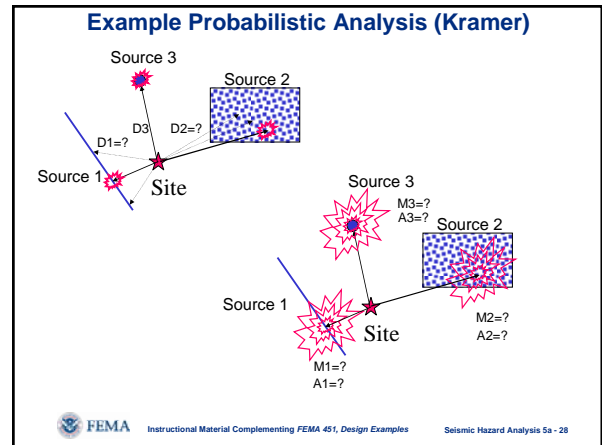 Example Probabilistic Analysis (Kramer)
Source 3
Source 2
D1=?
D3
D2=?
Source 1
Site
Source 3
M3=?
A3=?
Source 2
Source 1
Site
M2=?
A2=?
M1=?
A1=?
FEMA
Instructional Material Complementing FEMA 451, Design Examples
Seismic Hazard Analysis 5a - 28